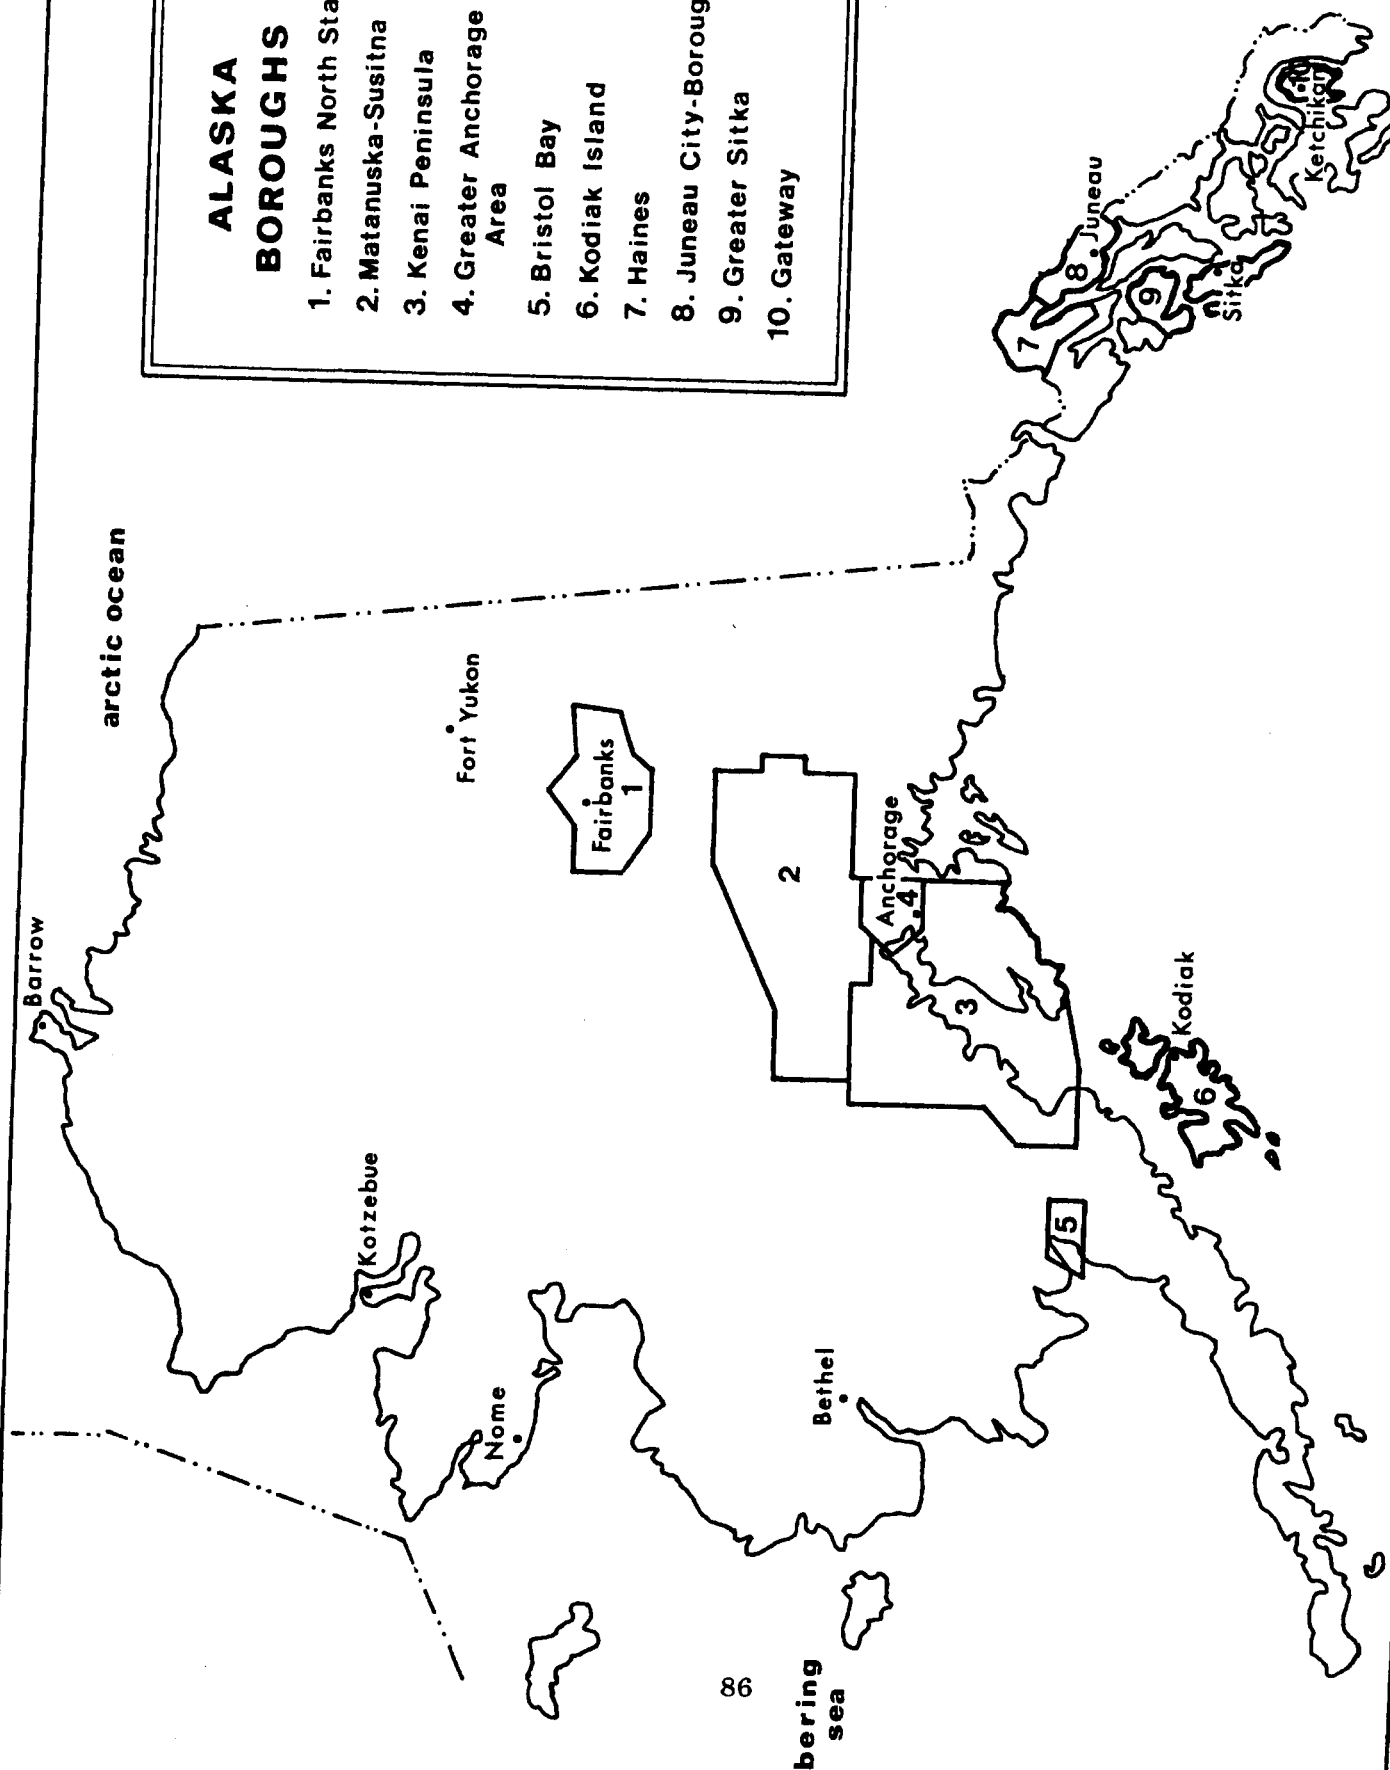 ALASKA
BOROUGHS
1. Fairbanks North Sta
2. Matanuska-Susitna
3. Kenai Peninsula
4. Greater Anchorage
Area
5. Bristol Bay
6. Kodiak Island
7. Haines
8. Juneau City-Boroug
9. Greater Sitka
10. Gateway
arctic ocean
Barrow
Kotzebue
Nome
Fort Yukon
Fairbanks
1
2
Anchorage
4
3
Bethel
5
Kodiak
6
7
8
Juneau
9
Sitka
10
Ketchikan
bering
sea
86